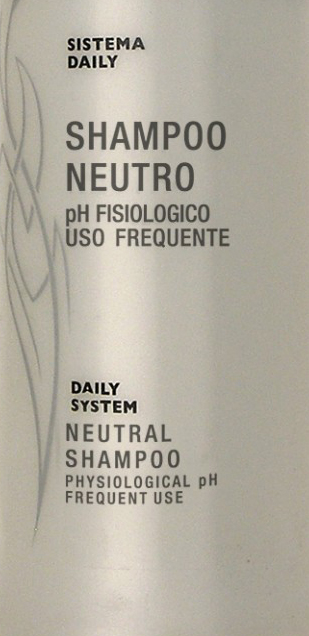 SISTEMA
DAILY
SHAMPOO
NEUTRO
pH FISIOLOGICO
USO FREQUENTE
DAILY
SYSTEM
NEUTRAL
SHAMPOO
PHYSIOLOGICAL pH
FREQUENT USE